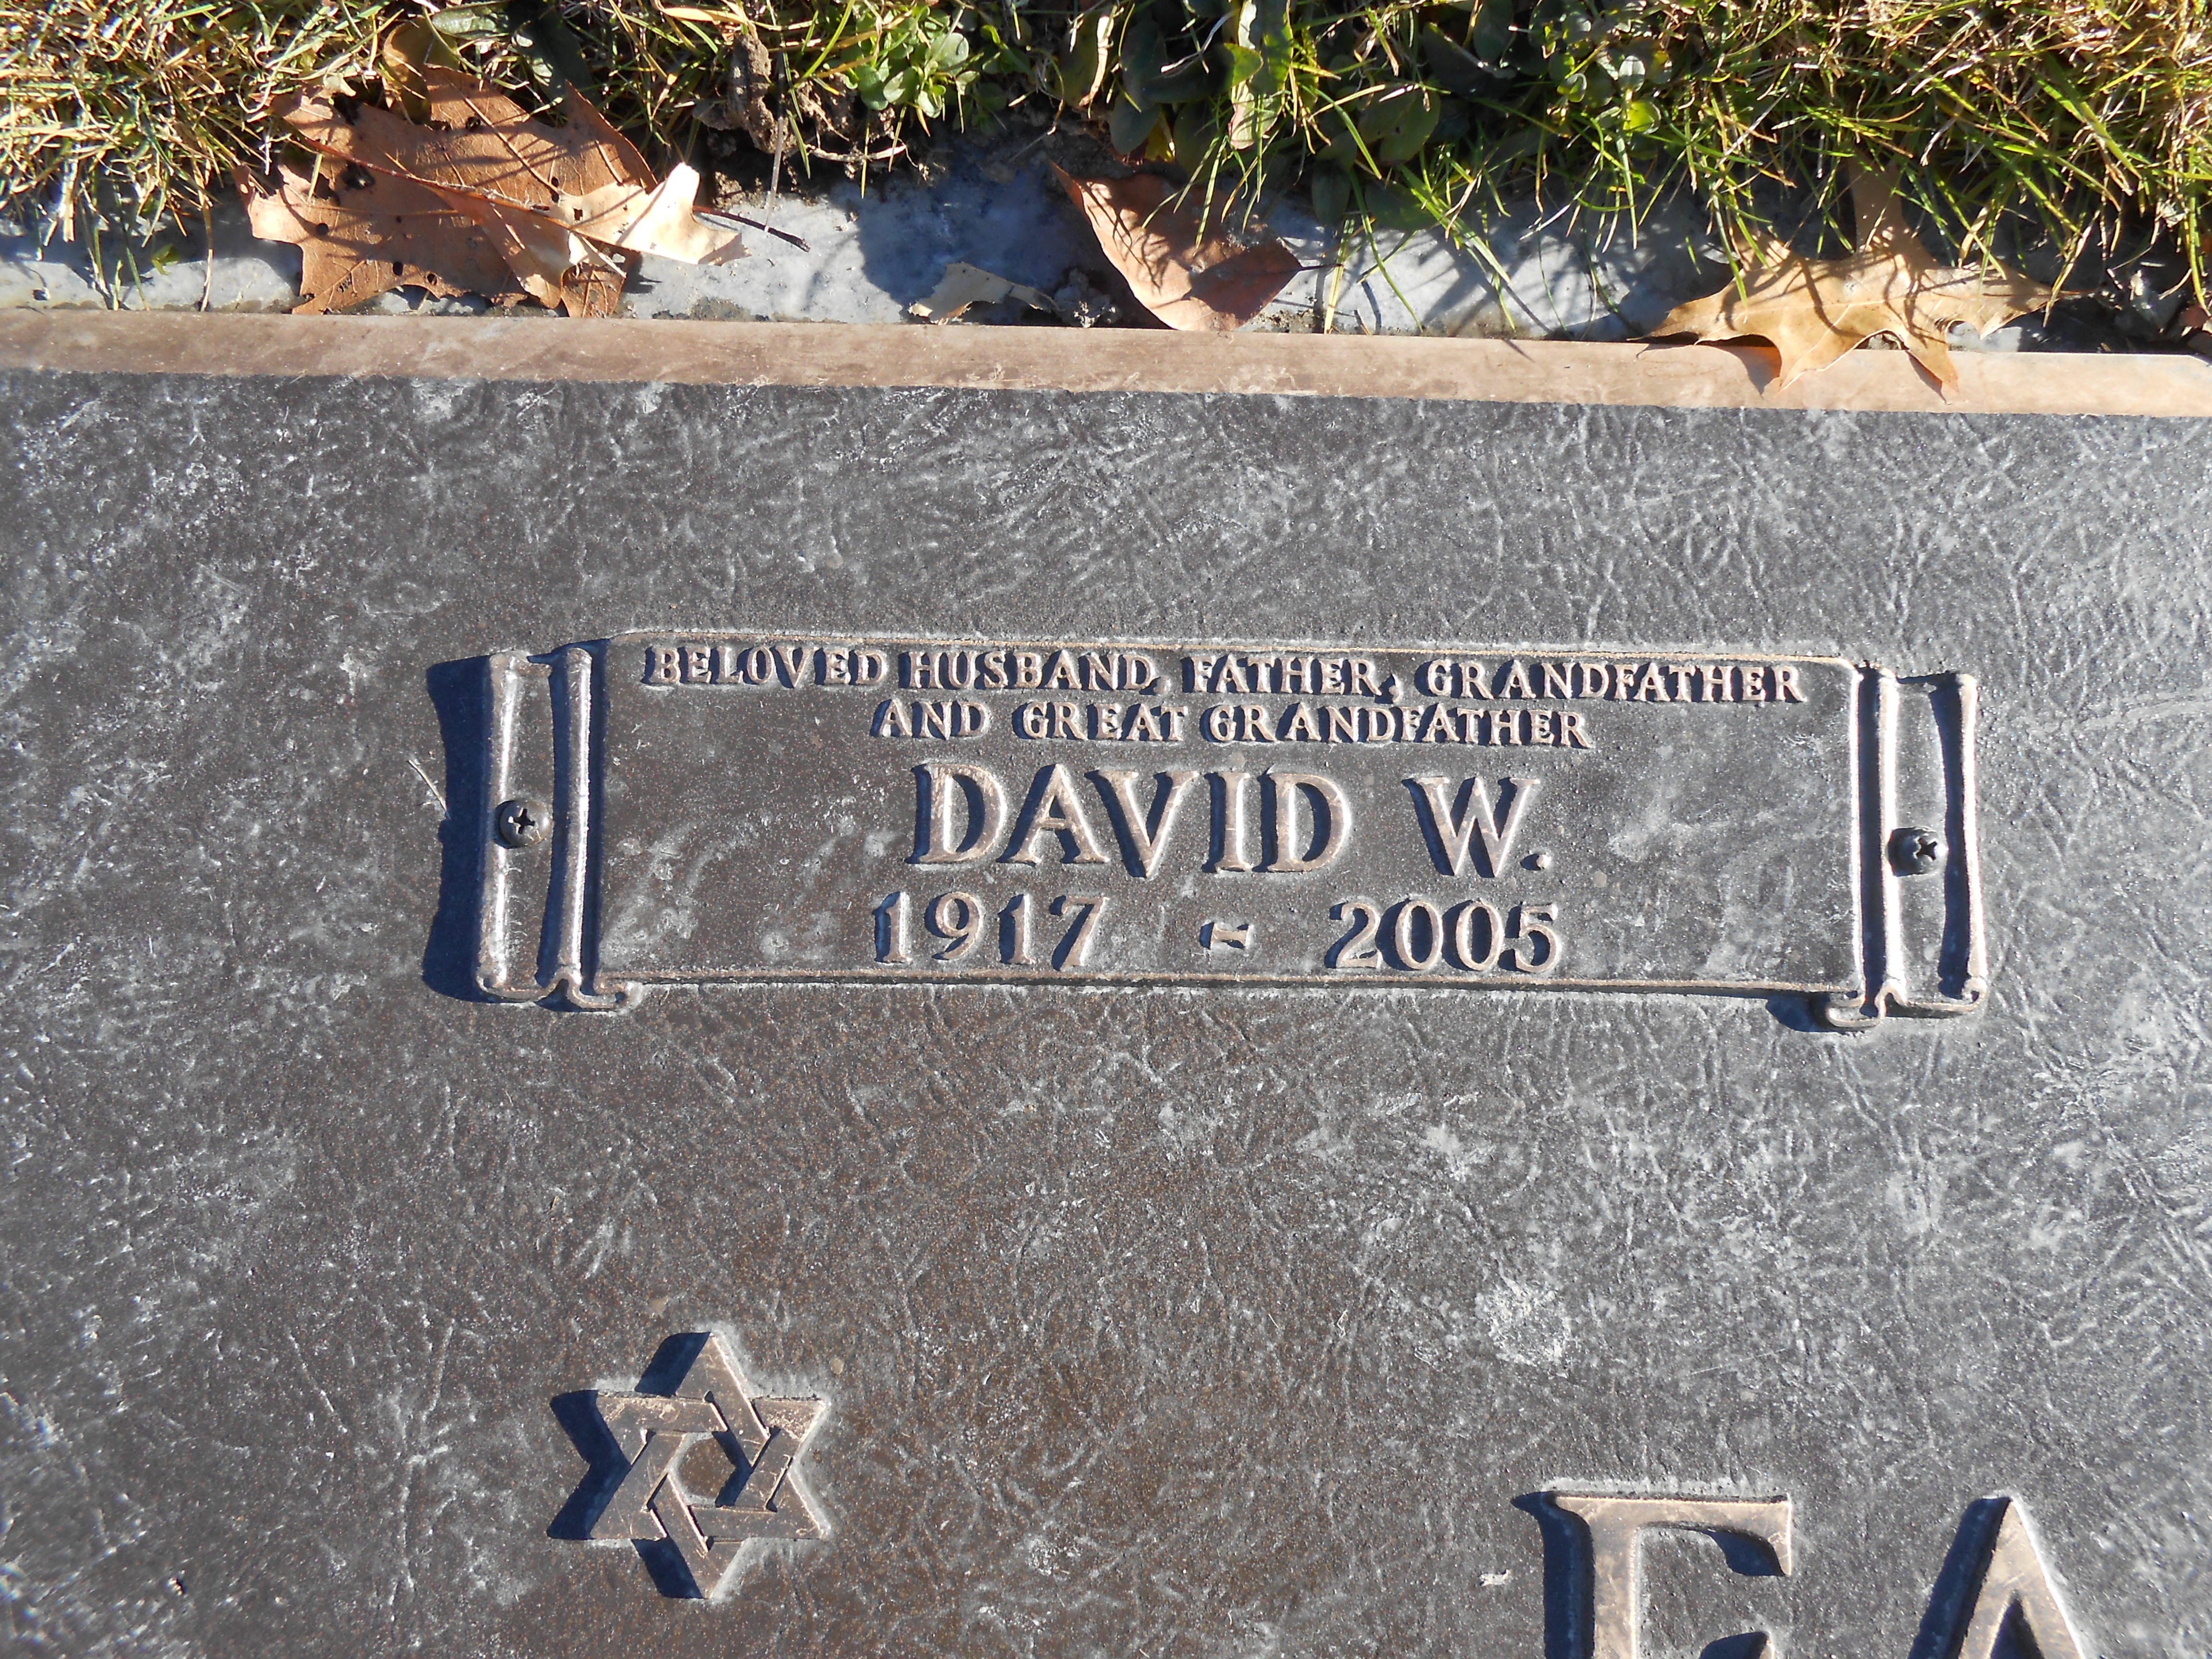 BELOVED HUSBAND, FATHER, GRANDFATHER
AND GREAT GRANDFATHER
DAVID W.
1917 - 2005